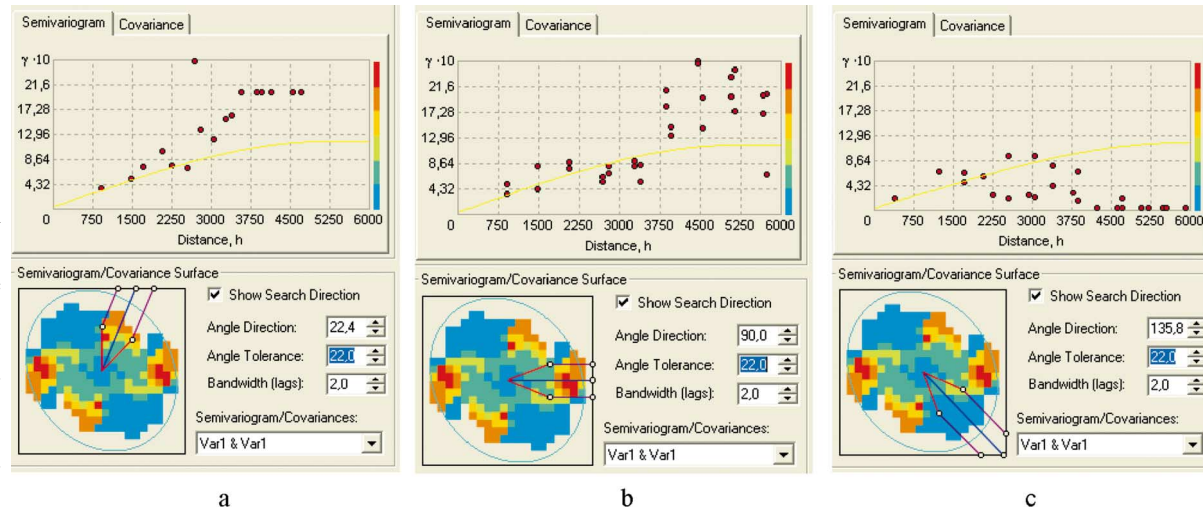 Semivariogram Covariance
γ ·10
21,6
17,28
12,96
8,64
4,32
0 750 1500 2250 3000 3750 4500 5250 6000
Distance, h
Semivariogram/Covariance Surface
Show Search Direction
Angle Direction: 22,4
Angle Tolerance: 22,0
Bandwidth (lags): 2,0
Semivariogram/Covariances:
Var1 & Var1
a
Semivariogram Covariance
γ ·10
21,6
17,28
12,96
8,64
4,32
0 750 1500 2250 3000 3750 4500 5250 6000
Distance, h
Semivariogram/Covariance Surface
Show Search Direction
Angle Direction: 90,0
Angle Tolerance: 22,0
Bandwidth (lags): 2,0
Semivariogram/Covariances:
Var1 & Var1
b
Semivariogram Covariance
γ ·10
21,6
17,28
12,96
8,64
4,32
0 750 1500 2250 3000 3750 4500 5250 6000
Distance, h
Semivariogram/Covariance Surface
Show Search Direction
Angle Direction: 135,8
Angle Tolerance: 22,0
Bandwidth (lags): 2,0
Semivariogram/Covariances:
Var1 & Var1
c